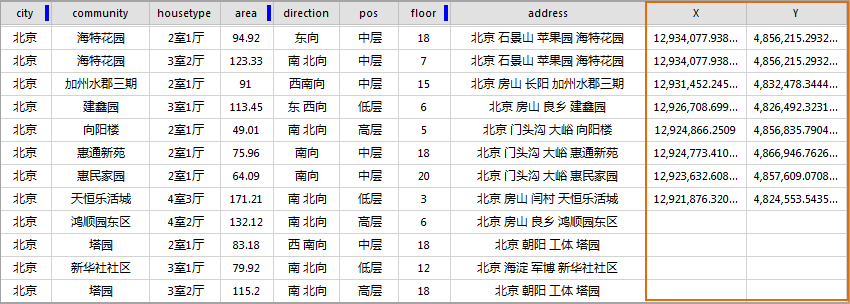 city community housetype area direction pos floor address X Y
北京 海特花园 2室1厅 94.92 东向 中层 18 北京 石景山 苹果园 海特花园 12,934,077.938... 4,856,215.2932...
北京 海特花园 3室2厅 123.33 南 北向 中层 7 北京 石景山 苹果园 海特花园 12,934,077.938... 4,856,215.2932...
北京 加州水郡三期 2室1厅 91 西南向 中层 15 北京 房山 长阳 加州水郡三期 12,931,452.245... 4,832,478.3444...
北京 建鑫园 3室1厅 113.45 东 西向 低层 6 北京 房山 良乡 建鑫园 12,926,708.699... 4,826,492.3231...
北京 向阳楼 2室1厅 49.01 南 北向 高层 5 北京 门头沟 大峪 向阳楼 12,924,866.2509 4,856,835.7904...
北京 惠通新苑 2室1厅 75.96 南向 中层 18 北京 门头沟 大峪 惠通新苑 12,924,773.410... 4,866,946.7626...
北京 惠民家园 2室1厅 64.09 南向 中层 20 北京 门头沟 大峪 惠民家园 12,923,632.608... 4,857,609.0708...
北京 天恒乐活城 4室3厅 171.21 南 北向 低层 3 北京 房山 闫村 天恒乐活城 12,921,876.320... 4,824,553.5435...
北京 鸿顺园东区 4室2厅 132.12 南 北向 高层 6 北京 房山 良乡 鸿顺园东区
北京 塔园 2室1厅 83.18 西 南向 中层 18 北京 朝阳 工体 塔园
北京 新华社社区 3室1厅 79.92 南 北向 低层 12 北京 海淀 军博 新华社社区
北京 塔园 3室2厅 115.2 南 北向 高层 18 北京 朝阳 工体 塔园